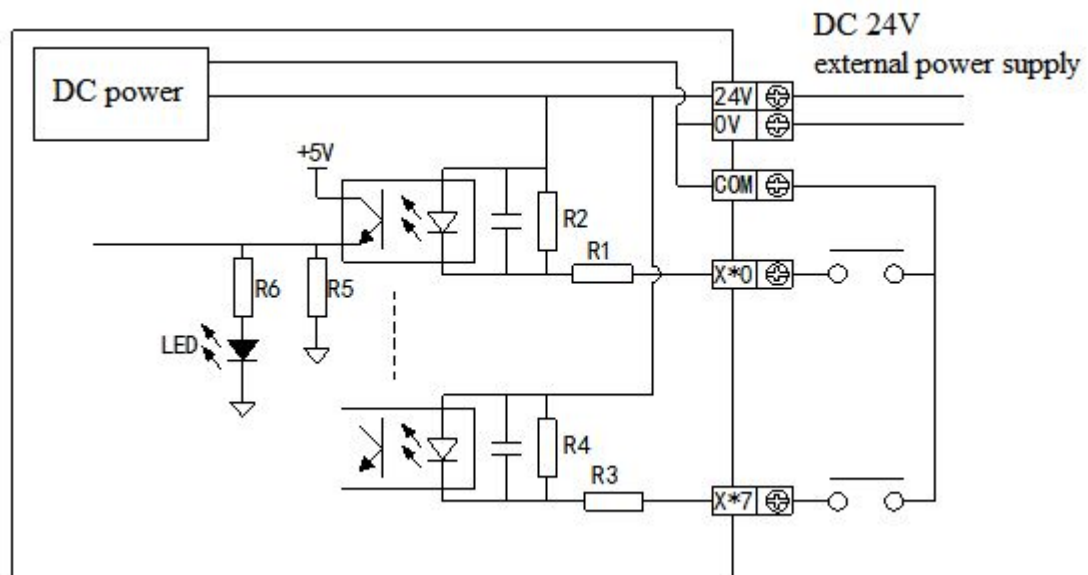 DC 24V
external power supply
DC power
24V
0V
+5V
COM
R2
R1
X*0
R6
R5
LED
R4
R3
X*7